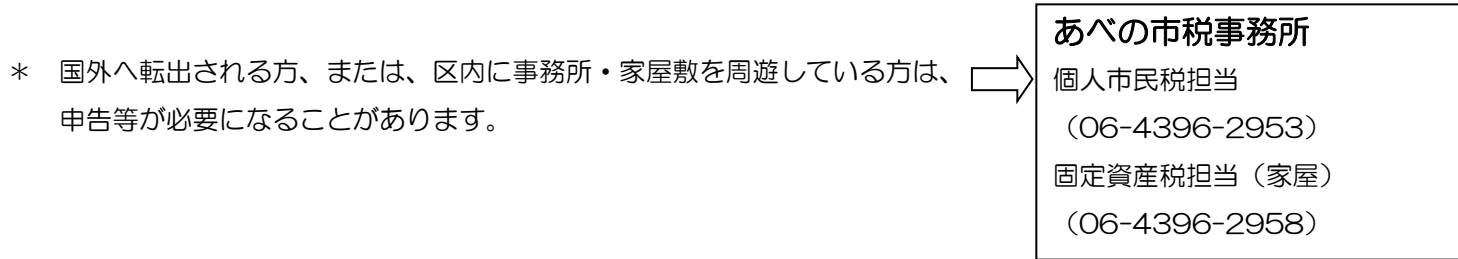 ＊　国外へ転出される方、または、区内に事務所・家屋敷を周遊している方は、
申告等が必要になることがあります。
あべの市税事務所
個人市民税担当
（06-4396-2953）
固定資産税担当（家屋）
（06-4396-2958）